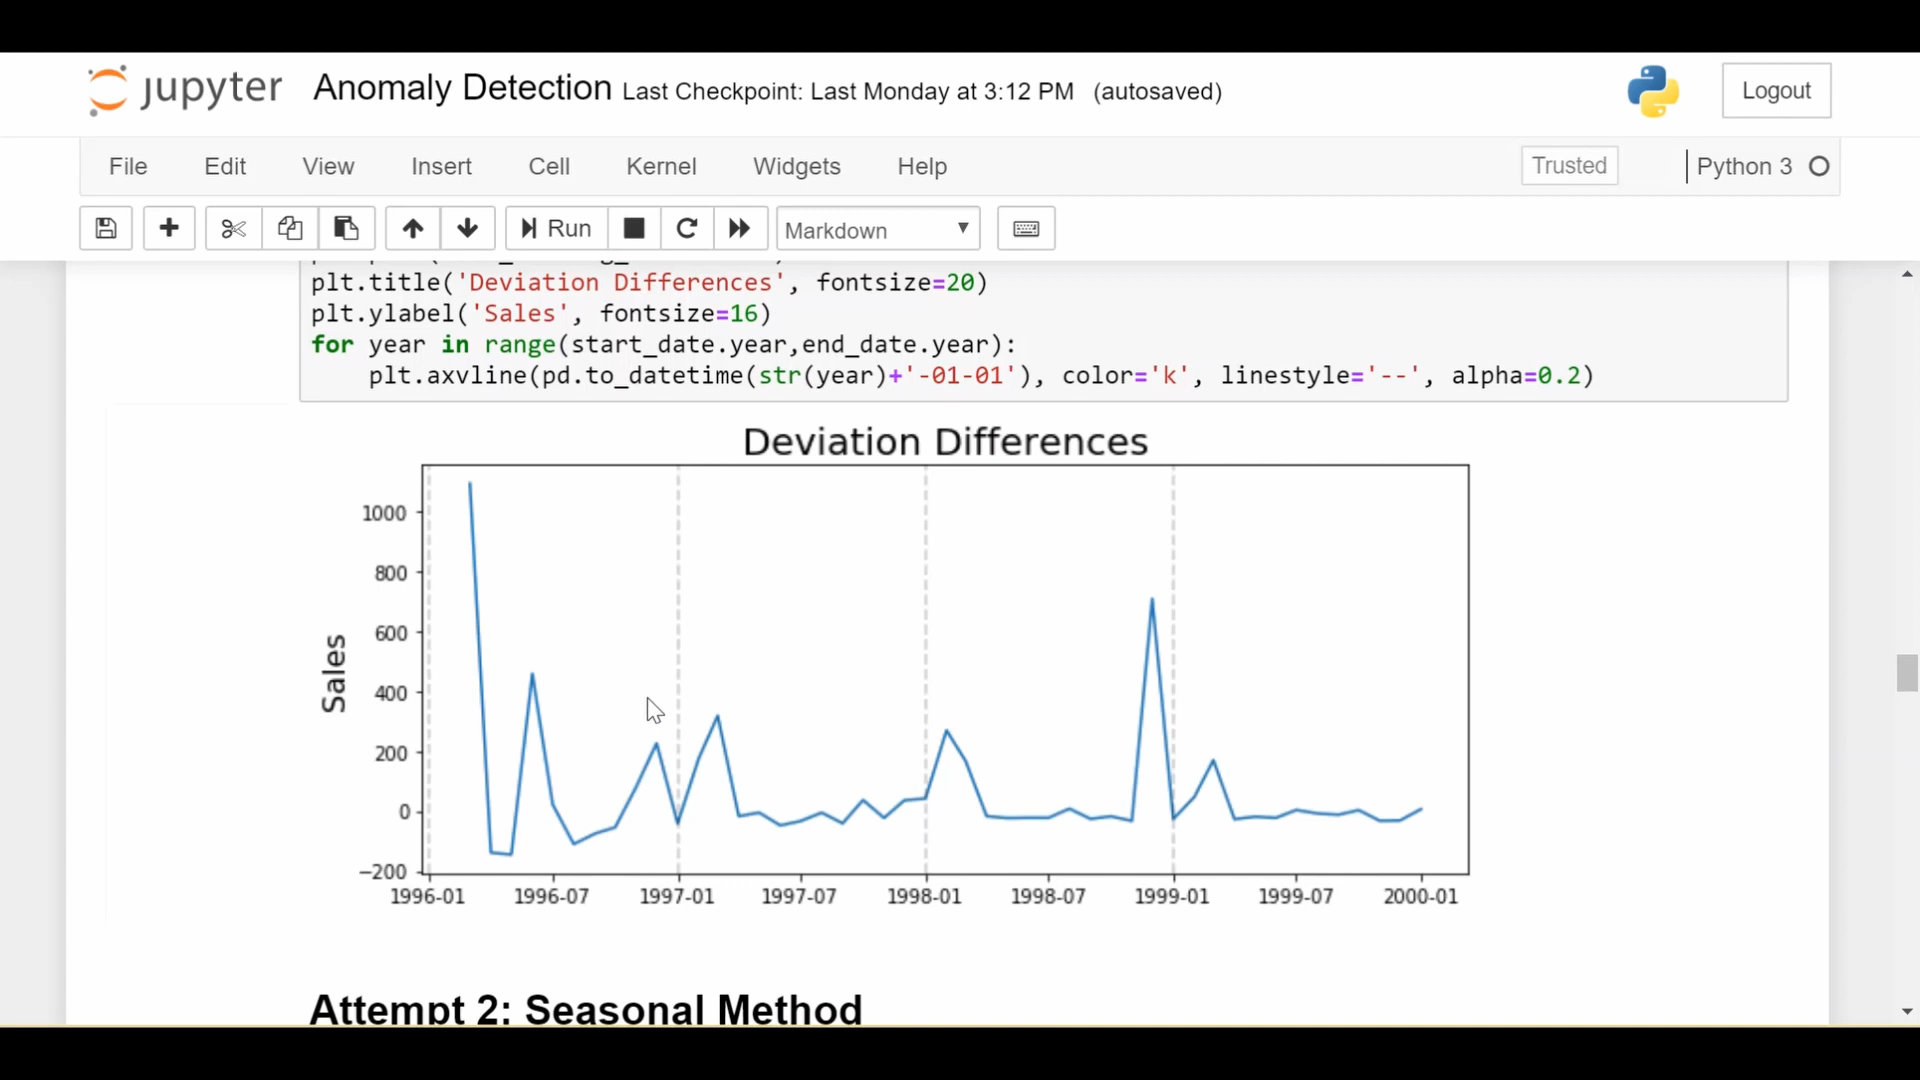 jupyter Anomaly Detection Last Checkpoint: Last Monday at 3:12 PM (autosaved) Logout
File Edit View Insert Cell Kernel Widgets Help Trusted Python 3
Run Markdown
plt.title('Deviation Differences', fontsize=20)
plt.ylabel('Sales', fontsize=16)
for year in range(start_date.year,end_date.year):
    plt.axvline(pd.to_datetime(str(year)+'-01-01'), color='k', linestyle='--', alpha=0.2)
Deviation Differences
1000
800
600
400
200
0
−200
Sales
1996-01 1996-07 1997-01 1997-07 1998-01 1998-07 1999-01 1999-07 2000-01
Attempt 2: Seasonal Method